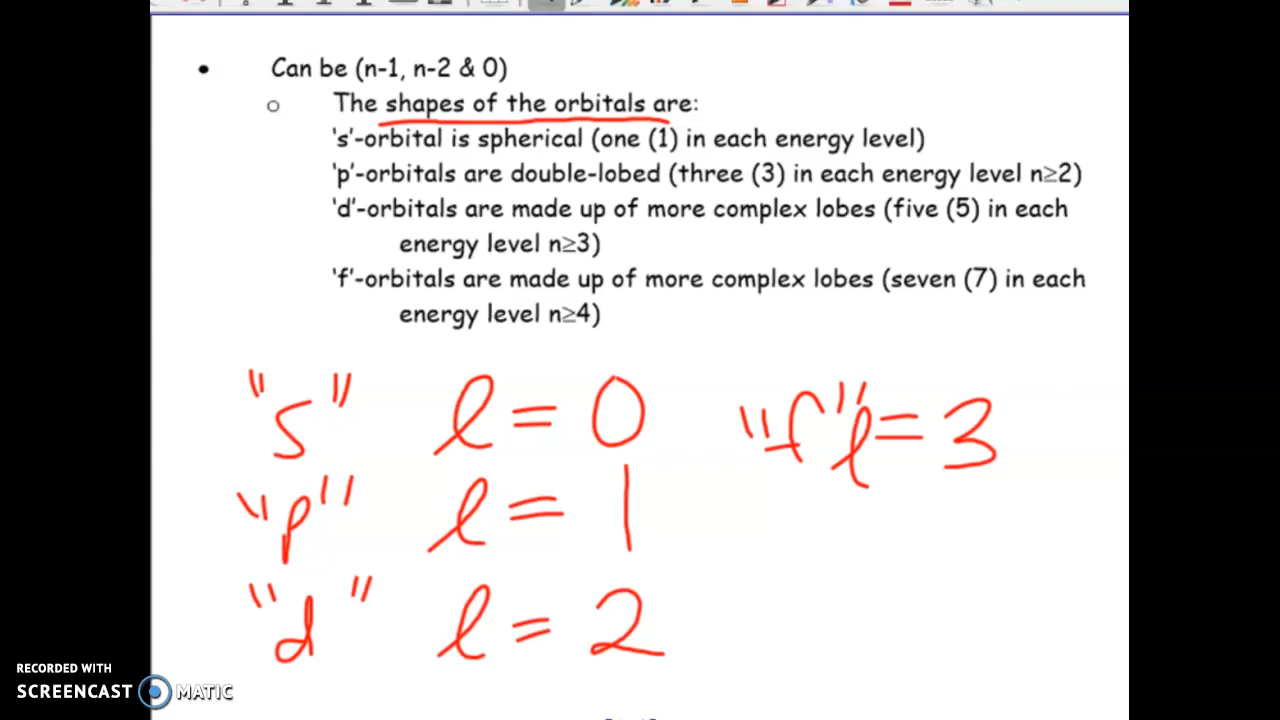 • Can be (n-1, n-2 & 0)
o The shapes of the orbitals are:
's'-orbital is spherical (one (1) in each energy level)
'p'-orbitals are double-lobed (three (3) in each energy level n≥2)
'd'-orbitals are made up of more complex lobes (five (5) in each
energy level n≥3)
'f'-orbitals are made up of more complex lobes (seven (7) in each
energy level n≥4)
"s" l = 0 "f" l = 3
"p" l = 1
"d" l = 2
RECORDED WITH
SCREENCAST MATIC